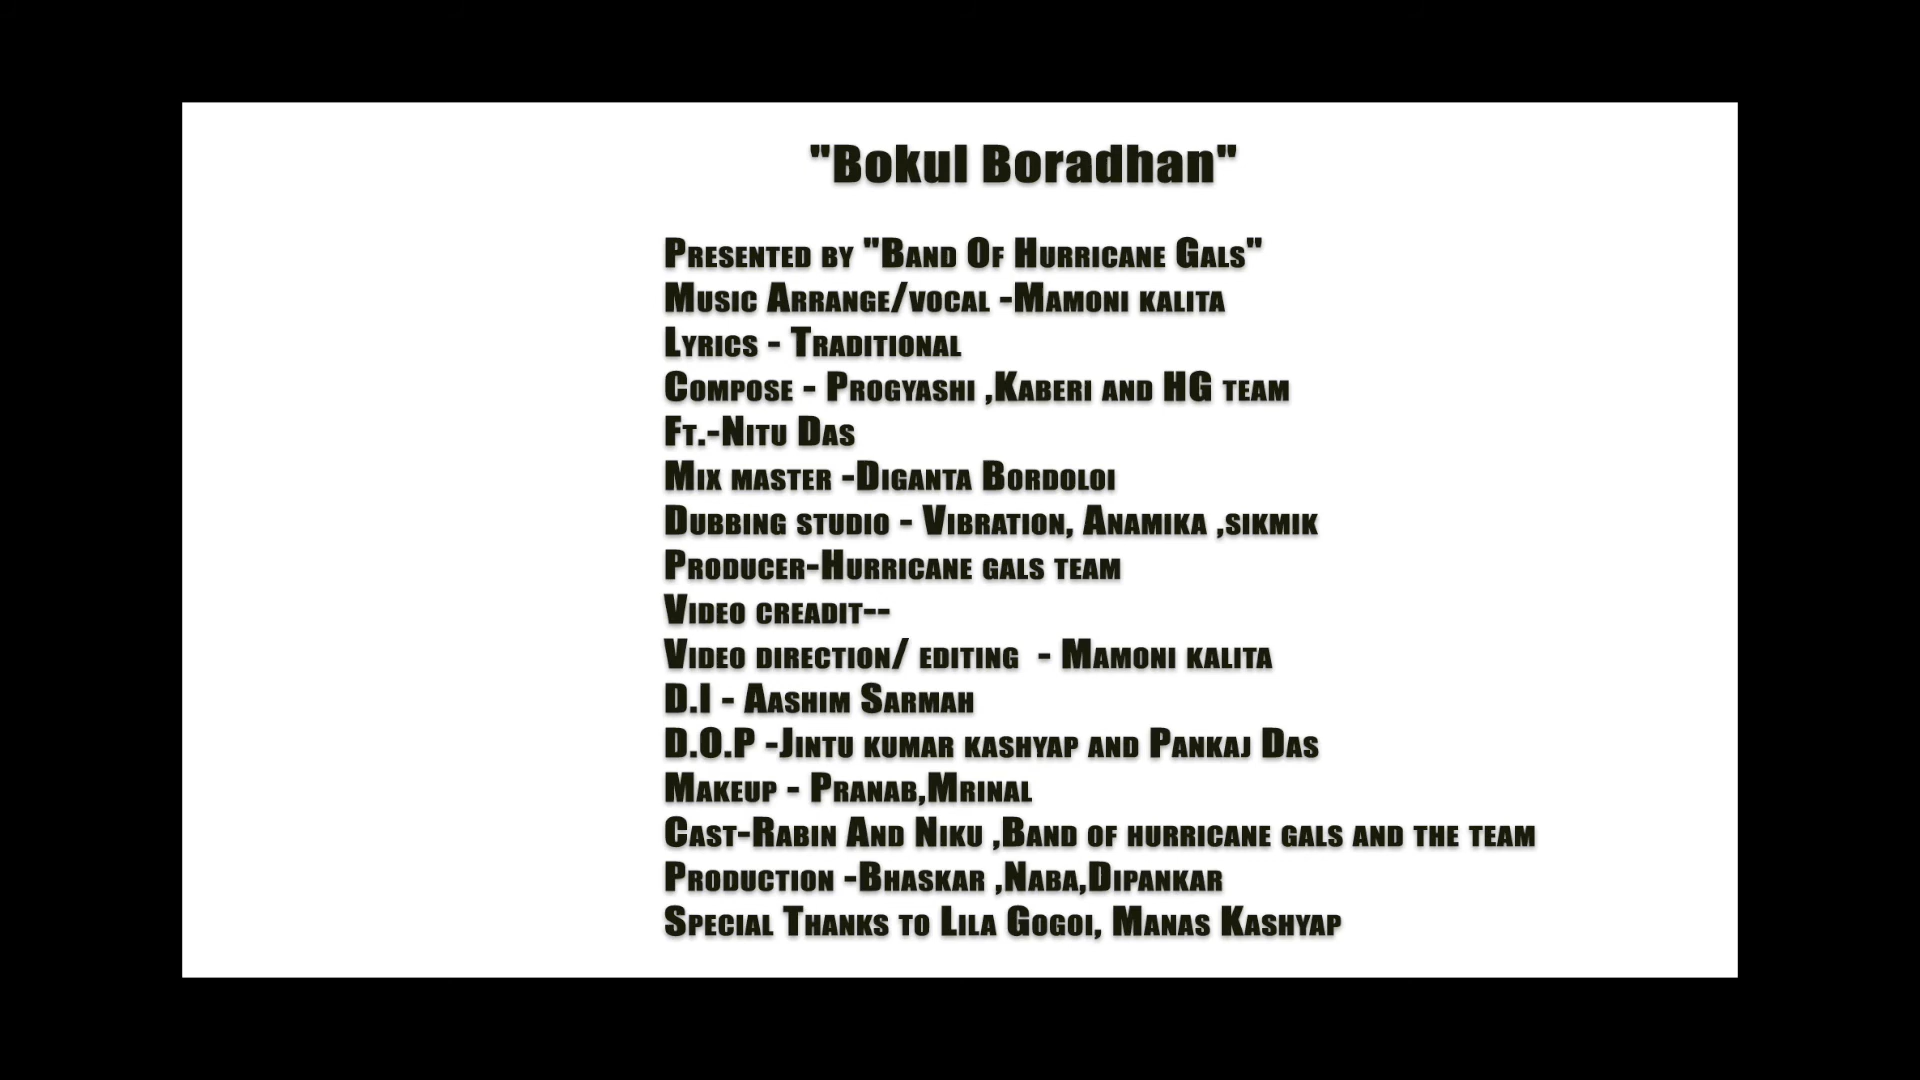 "Bokul Boradhan"
Presented by "Band Of Hurricane Gals"
Music Arrange/vocal -Mamoni kalita
Lyrics - Traditional
Compose - Progyashi ,Kaberi and HG team
Ft.-Nitu Das
Mix master -Diganta Bordoloi
Dubbing studio - Vibration, Anamika ,sikmik
Producer-Hurricane gals team
Video creadit--
Video direction/ editing  - Mamoni kalita
D.I - Aashim Sarmah
D.O.P -Jintu kumar kashyap and Pankaj Das
Makeup - Pranab,Mrinal
Cast-Rabin And Niku ,Band of hurricane gals and the team
Production -Bhaskar ,Naba,Dipankar
Special Thanks to Lila Gogoi, Manas Kashyap